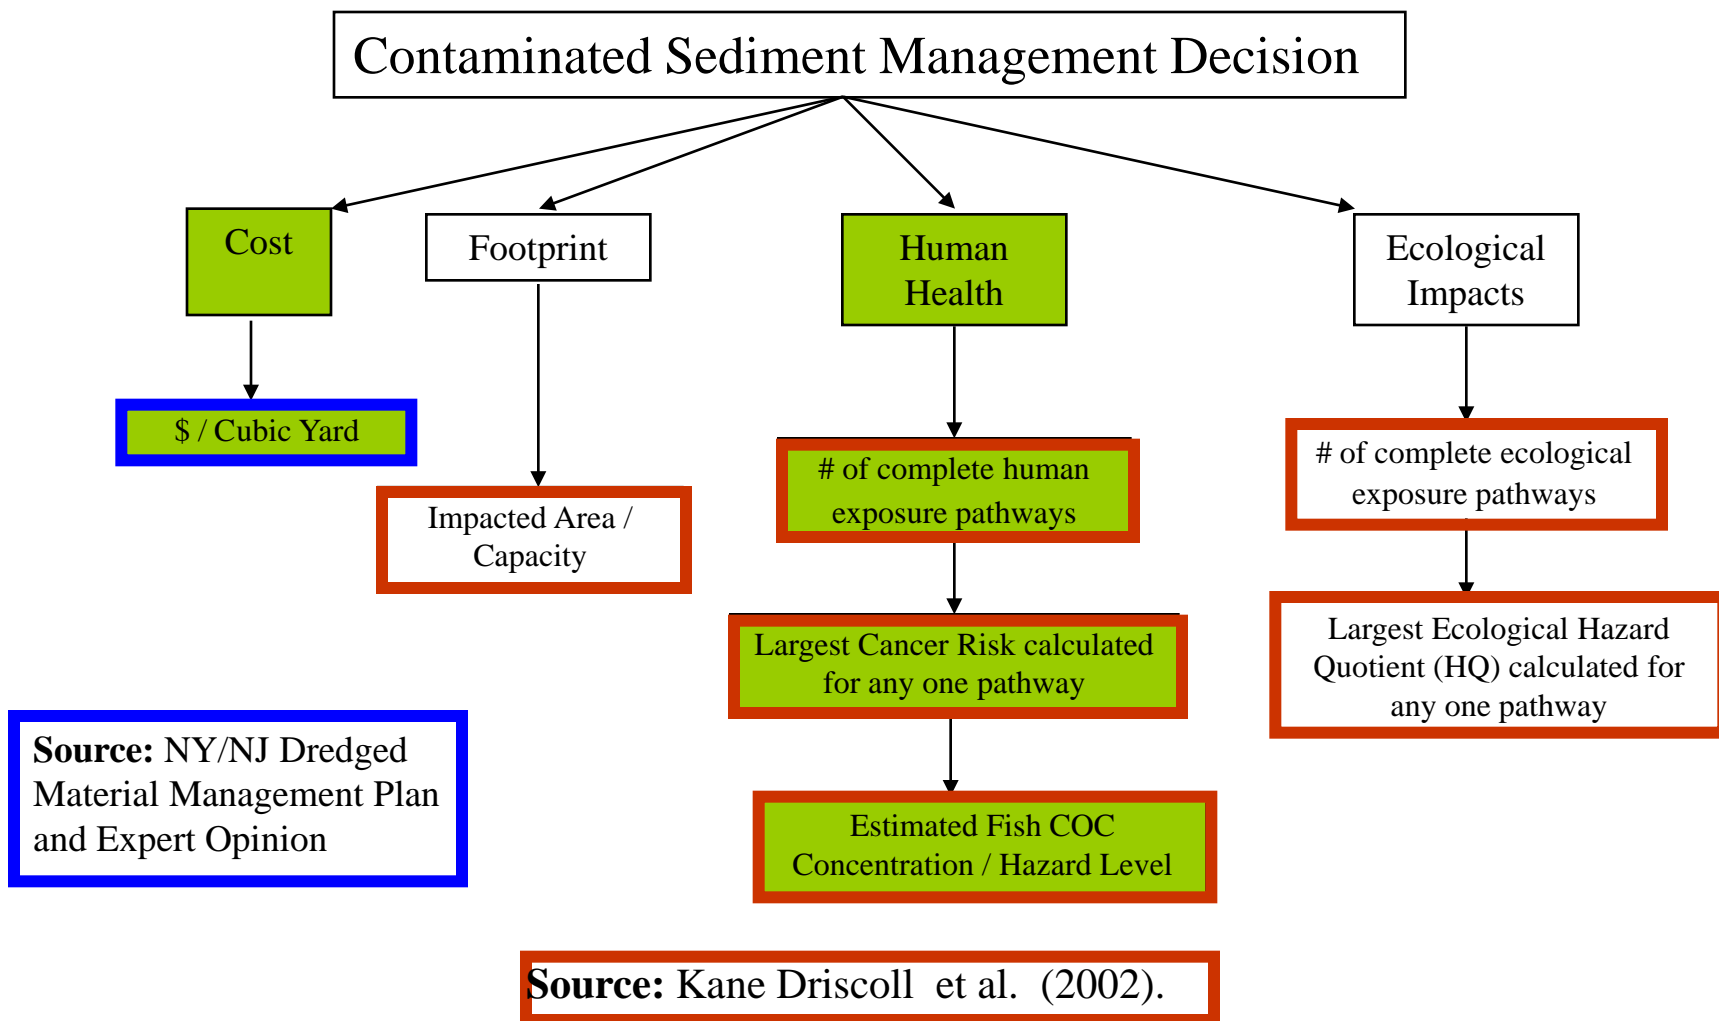 Contaminated Sediment Management Decision
Cost
Footprint
Human
Health
Ecological
Impacts
$ / Cubic Yard
Impacted Area /
Capacity
# of complete human
exposure pathways
# of complete ecological
exposure pathways
Largest Cancer Risk calculated
for any one pathway
Largest Ecological Hazard
Quotient (HQ) calculated for
any one pathway
Estimated Fish COC
Concentration / Hazard Level
Source: NY/NJ Dredged
Material Management Plan
and Expert Opinion
Source: Kane Driscoll et al. (2002).